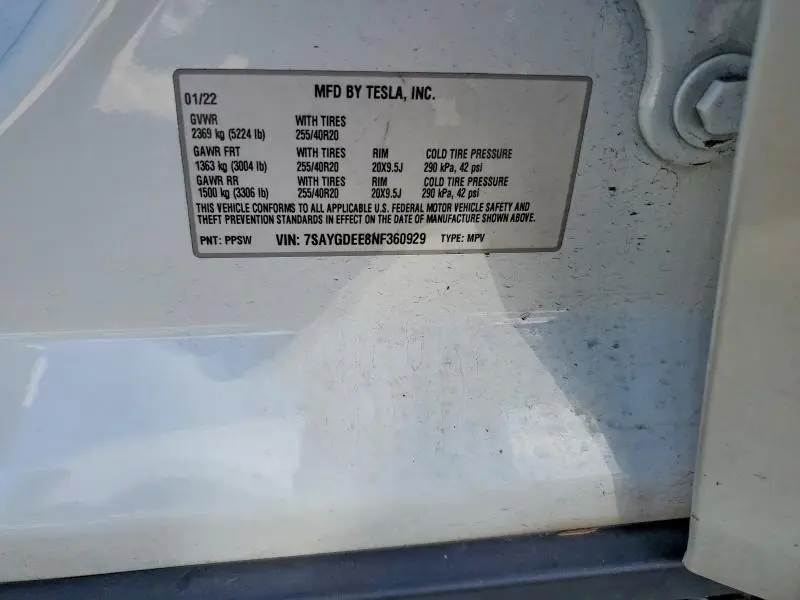 01/22 MFD BY TESLA, INC.
GVWR WITH TIRES
2369 kg (5224 lb) 255/40R20
GAWR FRT WITH TIRES RIM COLD TIRE PRESSURE
1363 kg (3004 lb) 255/40R20 20X9.5J 290 kPa, 42 psi
GAWR RR WITH TIRES RIM COLD TIRE PRESSURE
1500 kg (3306 lb) 255/40R20 20X9.5J 290 kPa, 42 psi
THIS VEHICLE CONFORMS TO ALL APPLICABLE U.S. FEDERAL MOTOR VEHICLE SAFETY AND
THEFT PREVENTION STANDARDS IN EFFECT ON THE DATE OF MANUFACTURE SHOWN ABOVE.
PNT: PPSW VIN: 7SAYGDEE8NF360929 TYPE: MPV